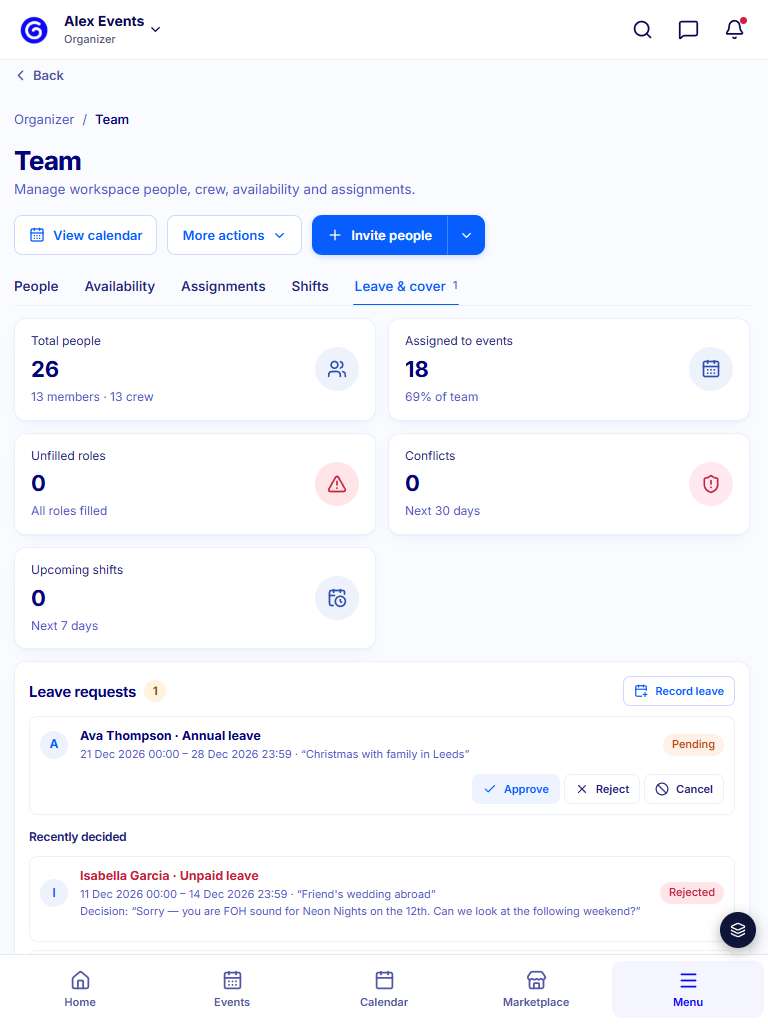 Alex Events
Organizer
Back
Organizer / Team
Team
Manage workspace people, crew, availability and assignments.
View calendar
More actions
Invite people
People
Availability
Assignments
Shifts
Leave & cover 1
Total people
26
13 members · 13 crew
Assigned to events
18
69% of team
Unfilled roles
0
All roles filled
Conflicts
0
Next 30 days
Upcoming shifts
0
Next 7 days
Leave requests 1
Record leave
A
Ava Thompson · Annual leave
21 Dec 2026 00:00 – 28 Dec 2026 23:59 · “Christmas with family in Leeds”
Pending
Approve
Reject
Cancel
Recently decided
I
Isabella Garcia · Unpaid leave
11 Dec 2026 00:00 – 14 Dec 2026 23:59 · “Friend's wedding abroad”
Decision: “Sorry — you are FOH sound for Neon Nights on the 12th. Can we look at the following weekend?”
Rejected
Home
Events
Calendar
Marketplace
Menu